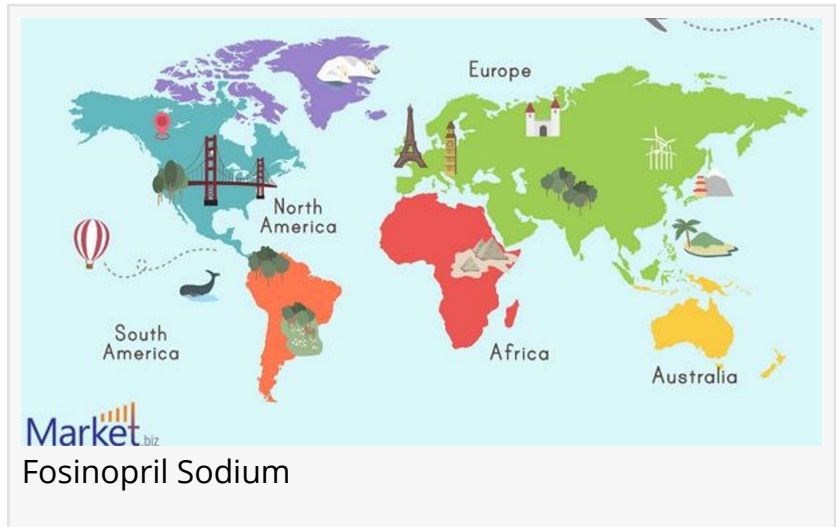 Europe
North
America
South
America
Africa
Australia
Market.biz
Fosinopril Sodium